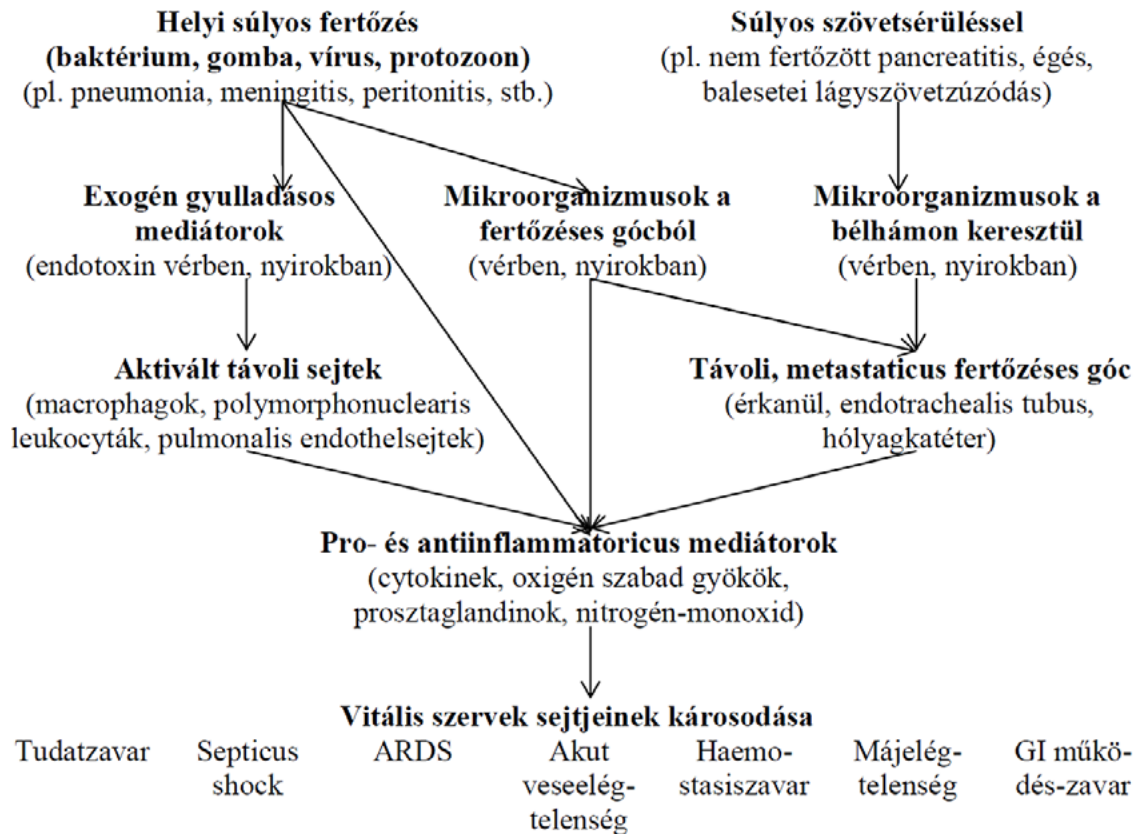 Helyi súlyos fertőzés
(baktérium, gomba, vírus, protozoon)
(pl. pneumonia, meningitis, peritonitis, stb.)
Súlyos szövetsérüléssel
(pl. nem fertőzött pancreatitis, égés,
balesetei lágyszövetzúzódás)
Exogén gyulladásos
mediátorok
(endotoxin vérben, nyirokban)
Mikroorganizmusok a
fertőzéses gócból
(vérben, nyirokban)
Mikroorganizmusok a
bélhámon keresztül
(vérben, nyirokban)
Aktivált távoli sejtek
(macrophagok, polymorphonuclearis
leukocyták, pulmonalis endothelsejtek)
Távoli, metastaticus fertőzéses góc
(érkanül, endotrachealis tubus,
hólyagkatéter)
Pro- és antiinflammatoricus mediátorok
(cytokinek, oxigén szabad gyökök,
prosztaglandinok, nitrogén-monoxid)
Vitális szervek sejtjeinek károsodása
Tudatzavar
Septicus
shock
ARDS
Akut
veseelég-
telenség
Haemo-
stasiszavar
Májelég-
telenség
GI műkö-
dés-zavar